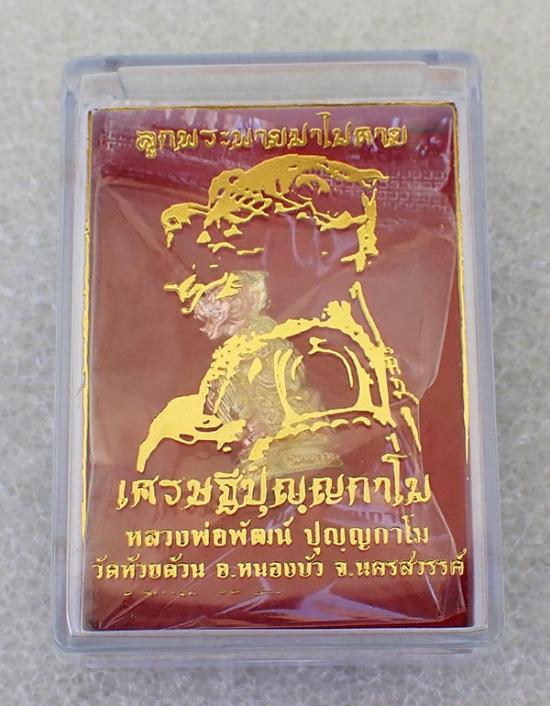 ลูกพระพายมาไม่ตาย
เศรษฐีปุญฺญกาโม
หลวงพ่อพัฒน์ ปุญฺญกาโม
วัดห้วยด้วน อ.หนองบัว จ.นครสวรรค์